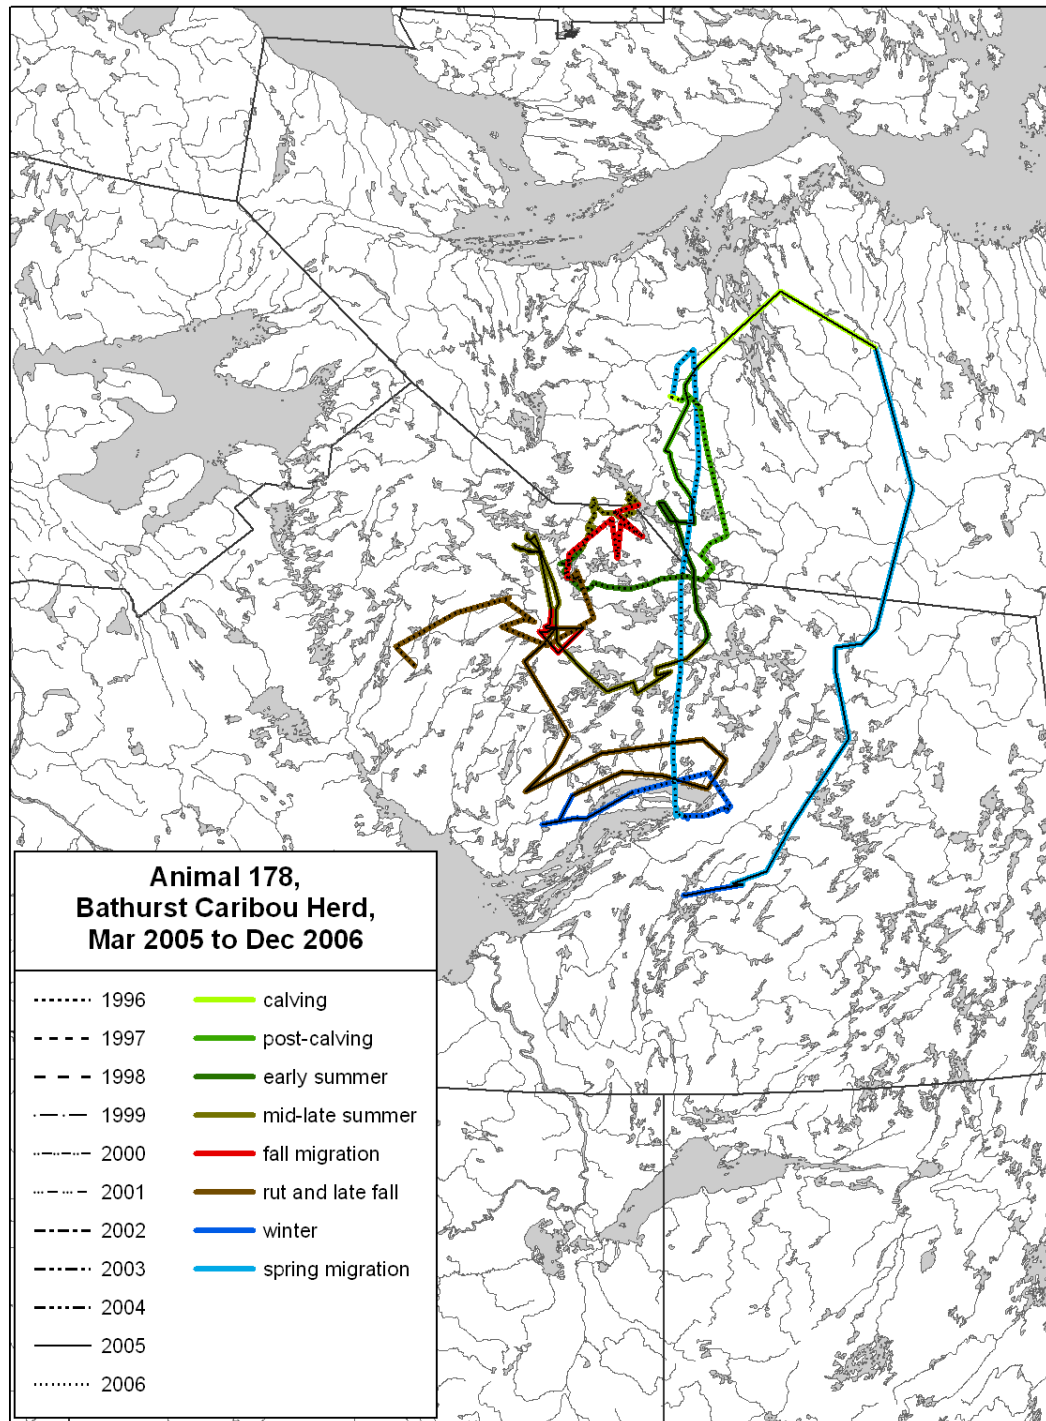 Animal 178,
Bathurst Caribou Herd,
Mar 2005 to Dec 2006
1996 calving
1997 post-calving
1998 early summer
1999 mid-late summer
2000 fall migration
2001 rut and late fall
2002 winter
2003 spring migration
2004
2005
2006